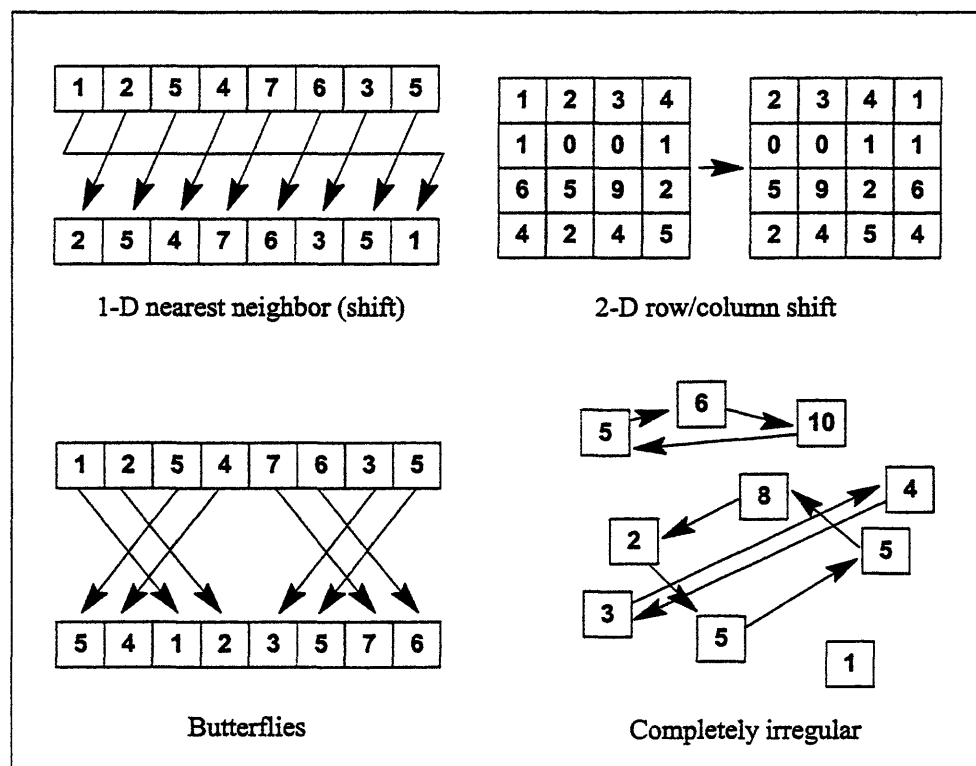 1 2 5 4 7 6 3 5
2 5 4 7 6 3 5 1
1-D nearest neighbor (shift)
1 2 3 4
1 0 0 1
6 5 9 2
4 2 4 5
2 3 4 1
0 0 1 1
5 9 2 6
2 4 5 4
2-D row/column shift
1 2 5 4 7 6 3 5
5 4 1 2 3 5 7 6
Butterflies
6
5
10
8
4
2
5
3
5
1
Completely irregular